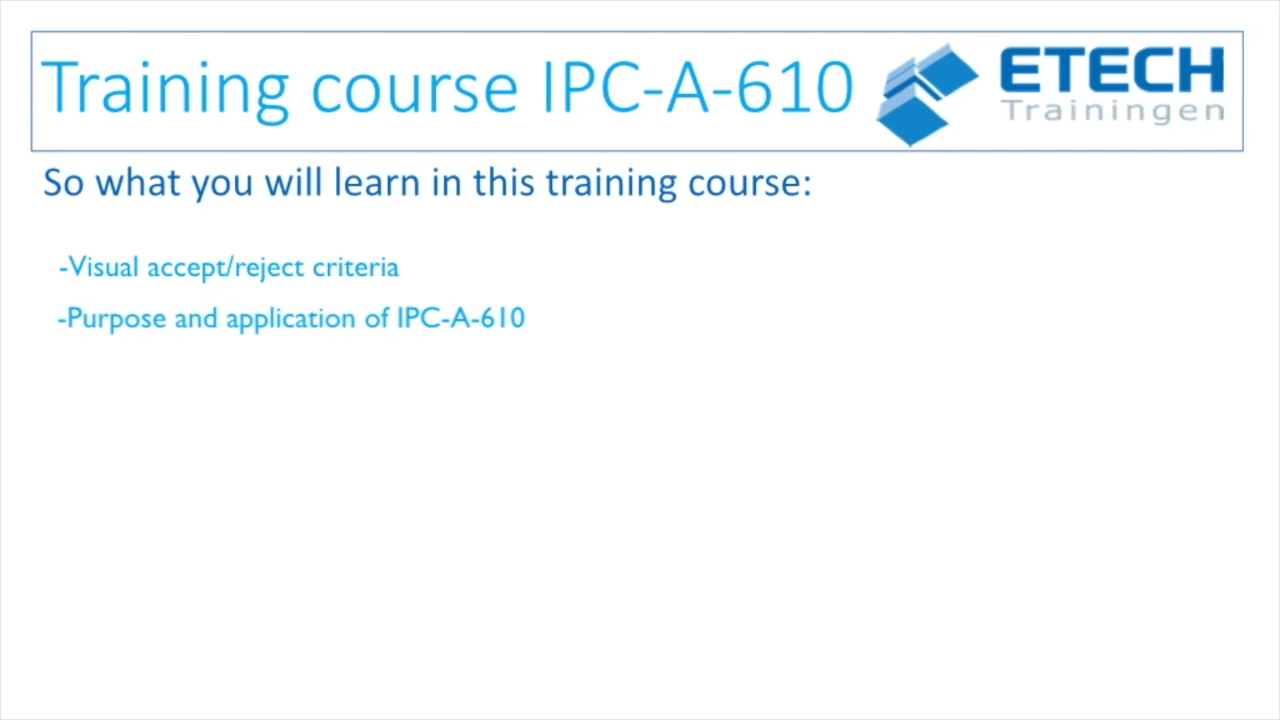 Training course IPC-A-610
ETECH
Trainingen
So what you will learn in this training course:
-Visual accept/reject criteria
-Purpose and application of IPC-A-610